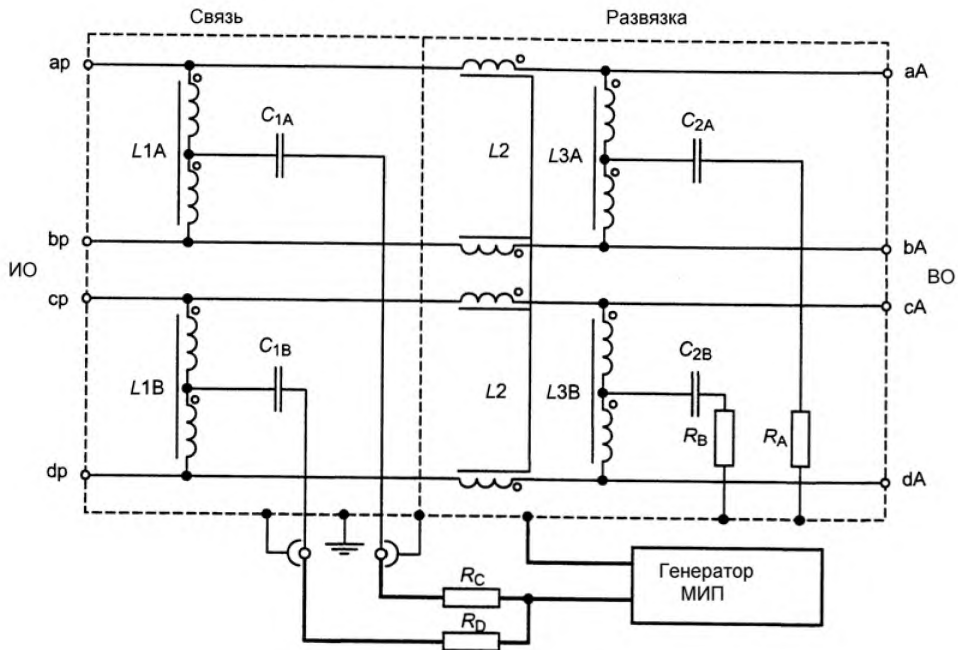 Связь
Развязка
ap
aA
C1A
C2A
L1A
L2
L3A
bp
bA
ИО
ВО
cp
cA
C1B
C2B
L1B
L2
L3B
RB
RA
dp
dA
RC
RD
Генератор
МИП